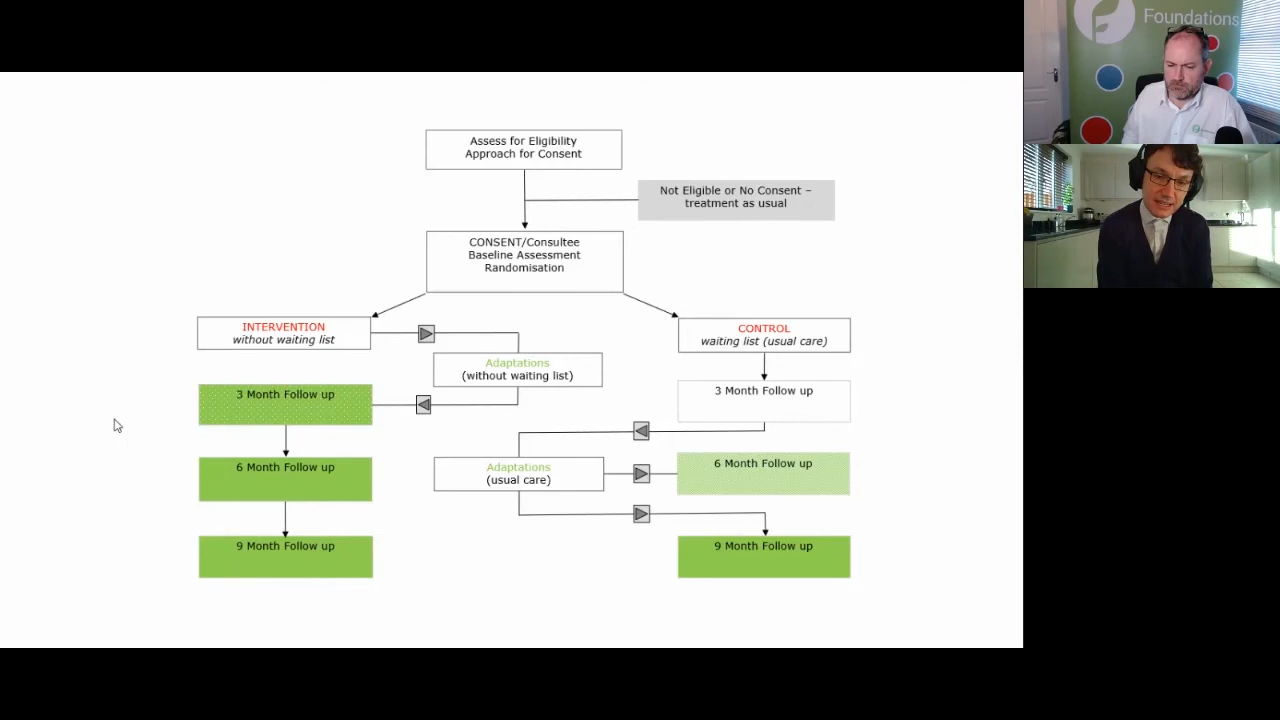 Foundations
Assess for Eligibility
Approach for Consent
Not Eligible or No Consent –
treatment as usual
CONSENT/Consultee
Baseline Assessment
Randomisation
INTERVENTION
without waiting list
CONTROL
waiting list (usual care)
Adaptations
(without waiting list)
3 Month Follow up
3 Month Follow up
6 Month Follow up
Adaptations
(usual care)
6 Month Follow up
9 Month Follow up
9 Month Follow up